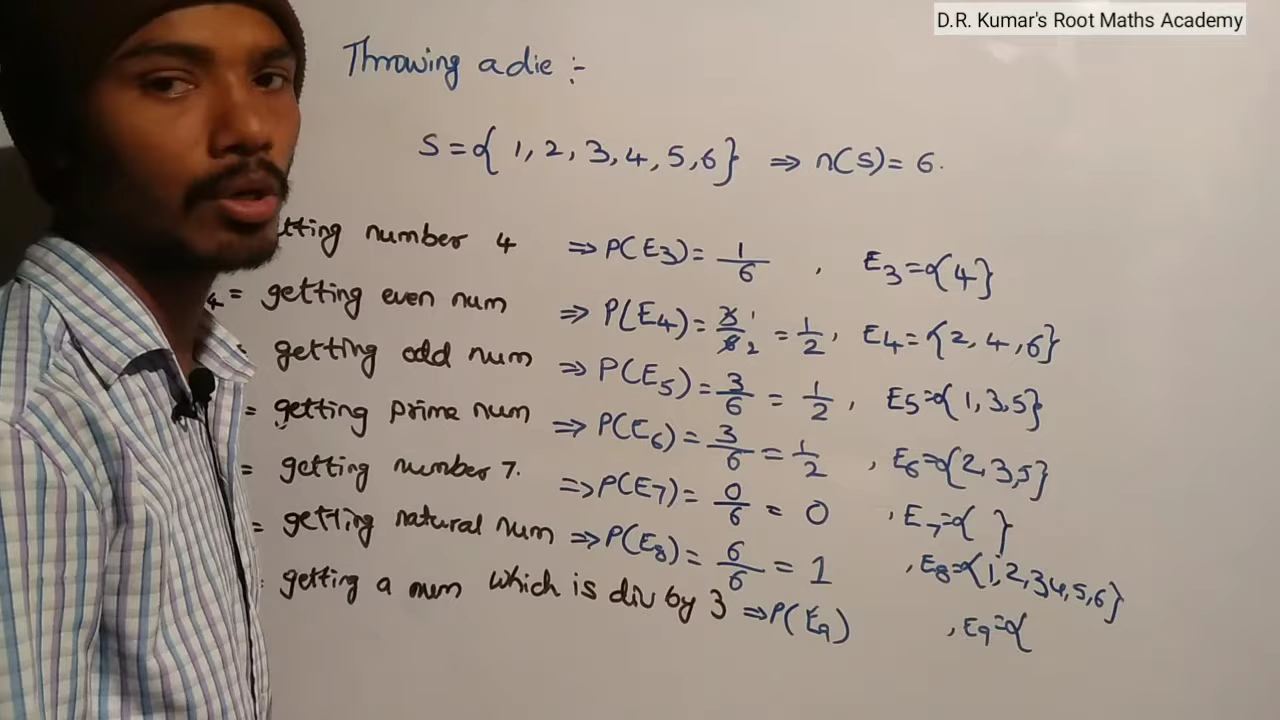 D.R. Kumar's Root Maths Academy
Throwing a die :-
S = { 1, 2, 3, 4, 5, 6 } ⇒ n(S) = 6.
tting number 4 ⇒ P(E3) = 1/6 , E3 = {4}
4 = getting even num ⇒ P(E4) = 3/6 1/2 = 1/2 , E4 = {2, 4, 6}
= getting odd num ⇒ P(E5) = 3/6 = 1/2 , E5 = {1, 3, 5}
= getting prime num ⇒ P(E6) = 3/6 = 1/2 , E6 = {2, 3, 5}
= getting number 7. ⇒ P(E7) = 0/6 = 0 , E7 = { }
= getting natural num ⇒ P(E8) = 6/6 = 1 , E8 = {1, 2, 3 4, 5, 6}
: getting a num which is div by 3 ⇒ P(E9) , E9 = {